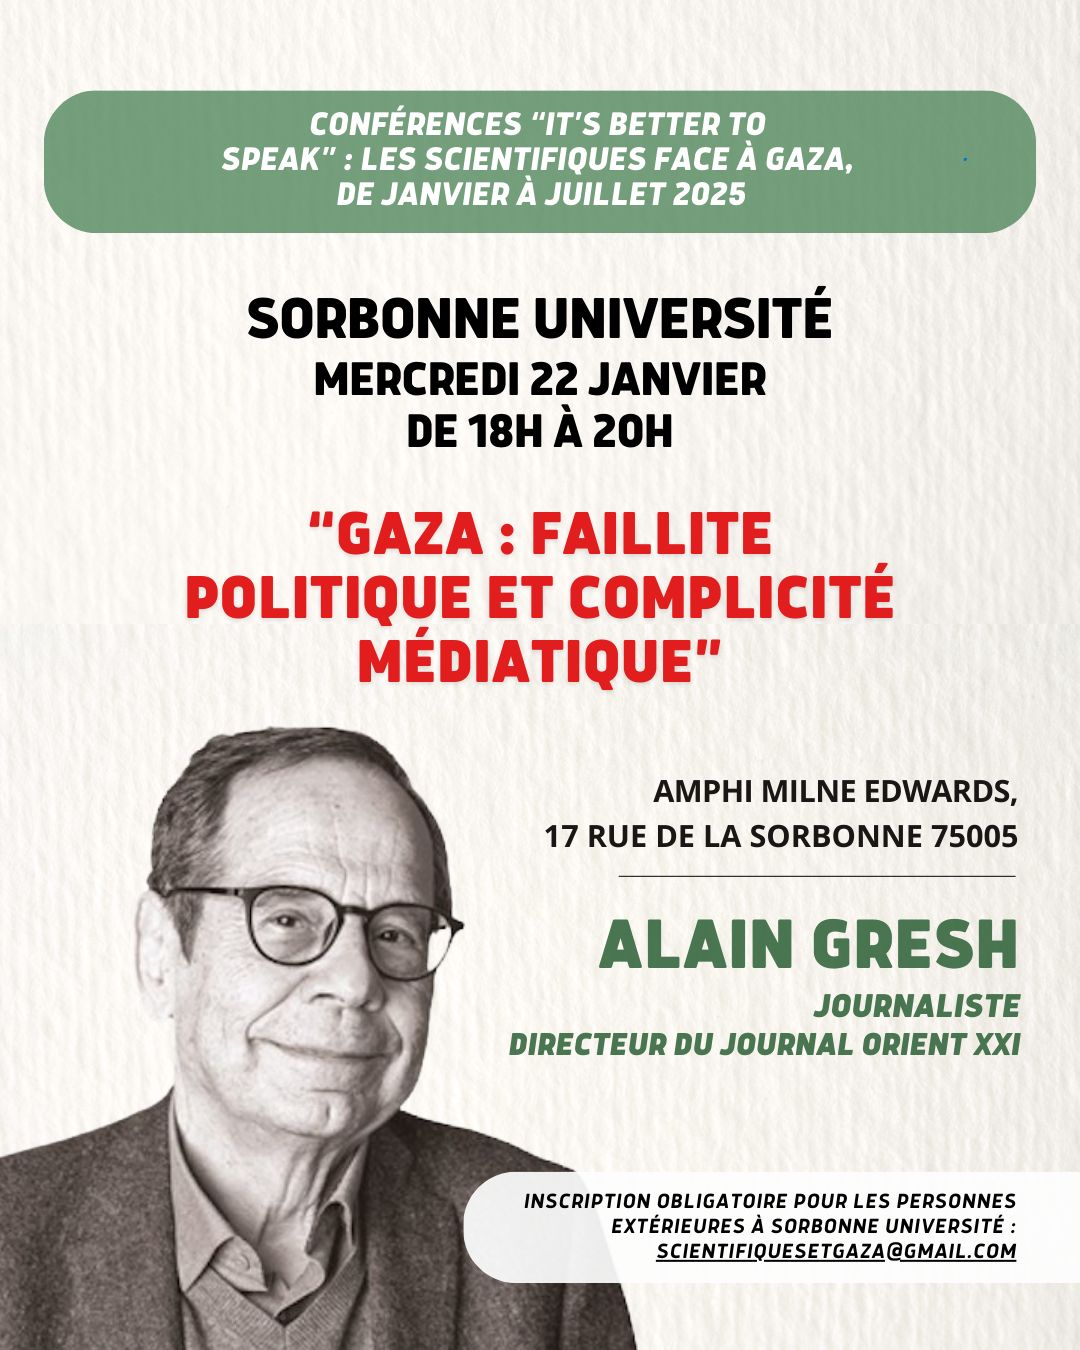 CONFÉRENCES “IT’S BETTER TO
SPEAK” : LES SCIENTIFIQUES FACE À GAZA,
DE JANVIER À JUILLET 2025
SORBONNE UNIVERSITÉ
MERCREDI 22 JANVIER
DE 18H À 20H
“GAZA : FAILLITE
POLITIQUE ET COMPLICITÉ
MÉDIATIQUE”
AMPHI MILNE EDWARDS,
17 RUE DE LA SORBONNE 75005
ALAIN GRESH
JOURNALISTE
DIRECTEUR DU JOURNAL ORIENT XXI
INSCRIPTION OBLIGATOIRE POUR LES PERSONNES
EXTÉRIEURES À SORBONNE UNIVERSITÉ :
SCIENTIFIQUESETGAZA@GMAIL.COM